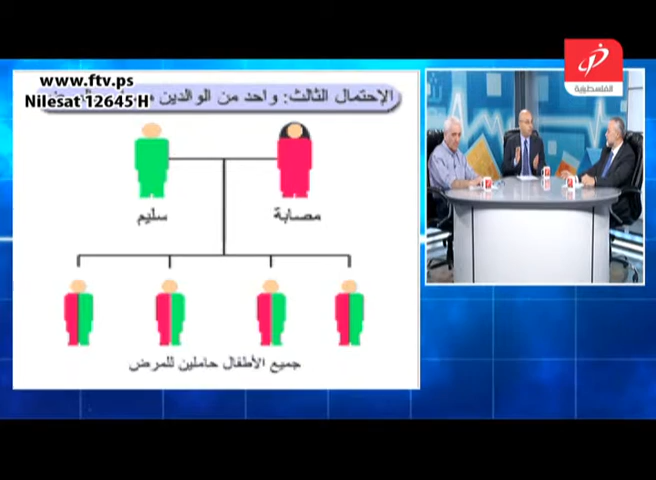 www.ftv.ps
Nilesat 12645 H
الإحتمال الثالث: واحد من الوالدين
الفلسطينية
سليم
مصابة
جميع الأطفال حاملين للمرض